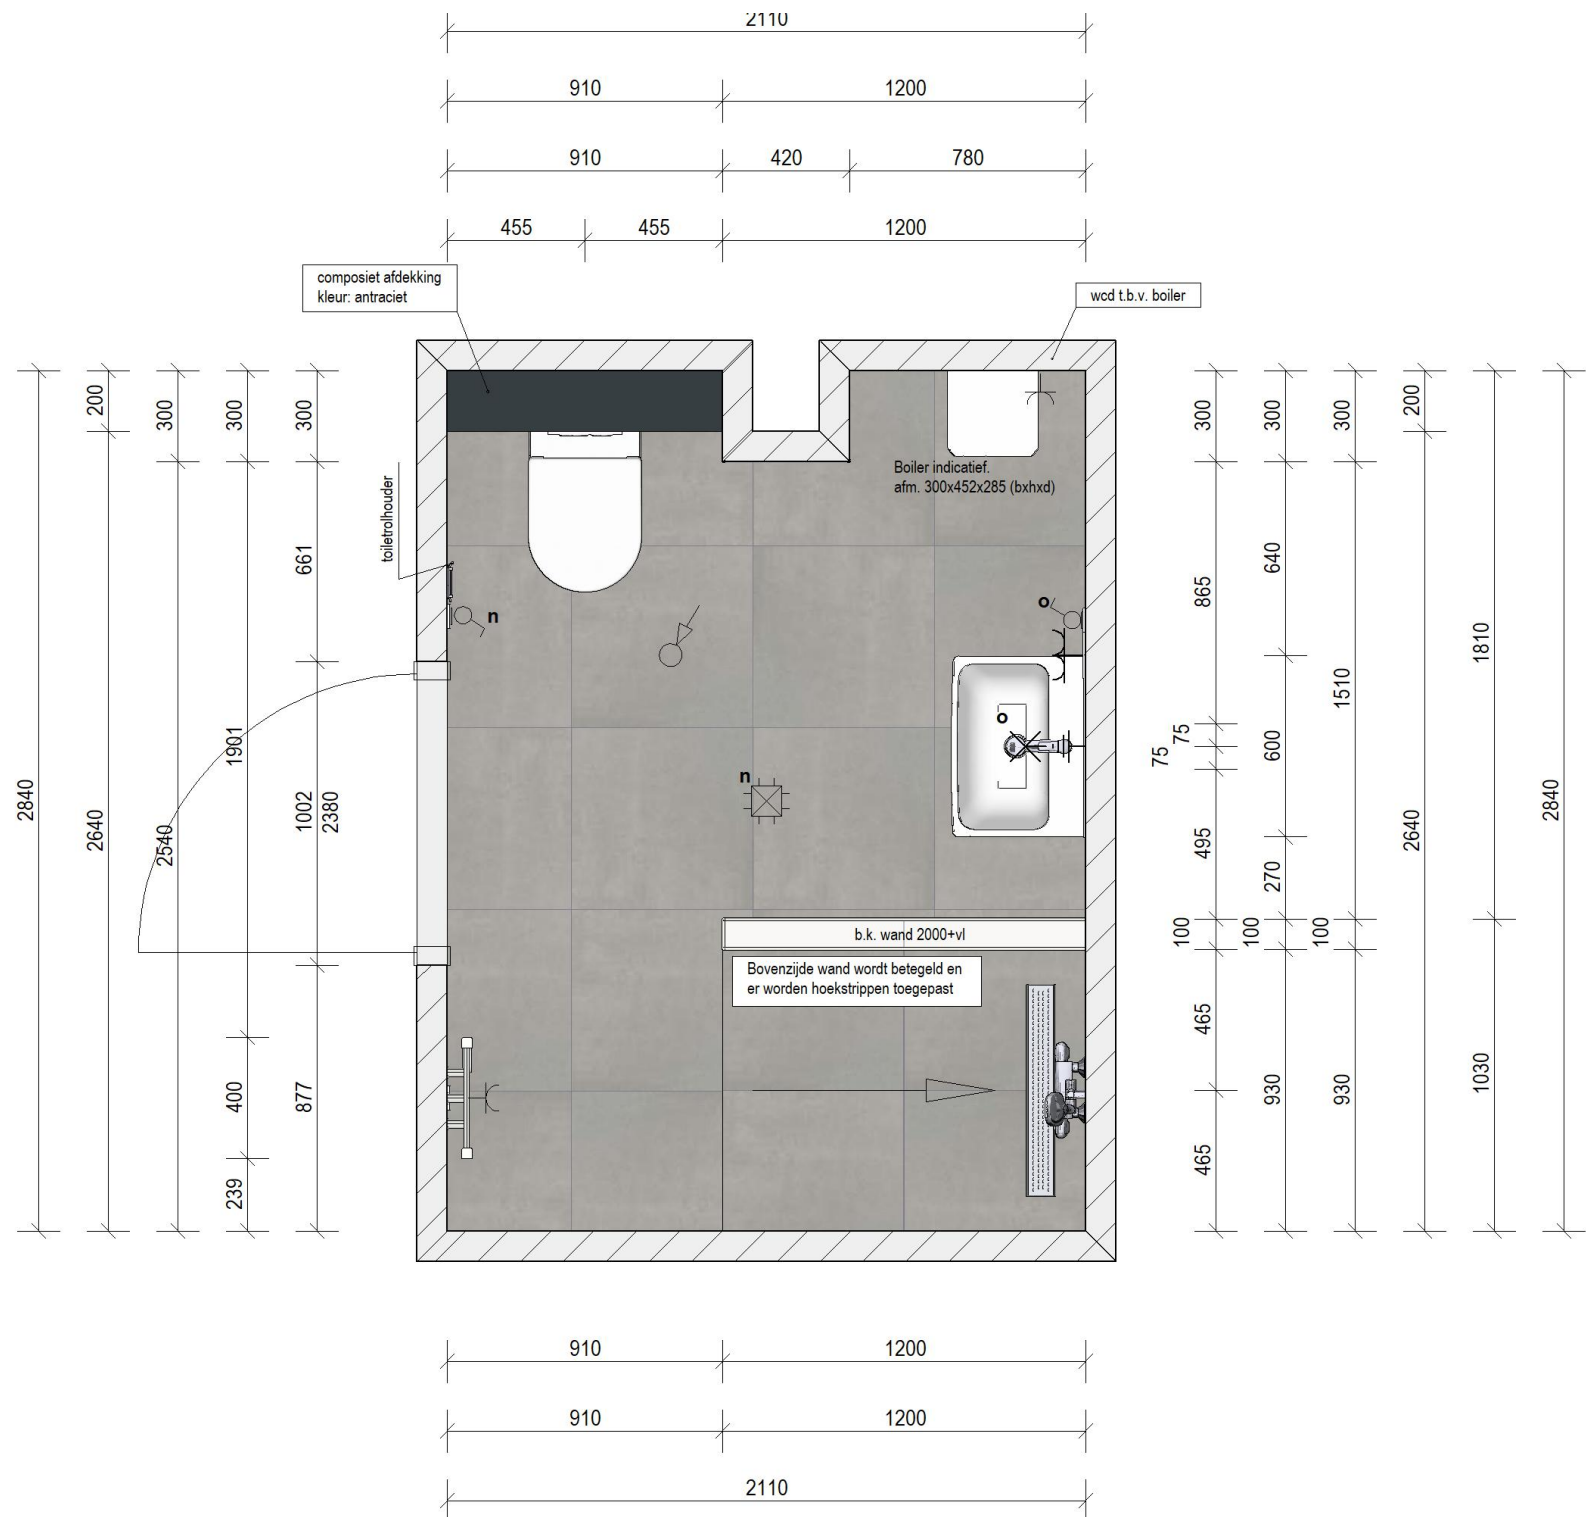 2110
910 1200
910 420 780
455 455 1200
composiet afdekking
kleur: antraciet
wcd t.b.v. boiler
200 300 300 300
300 300 300 200
Boiler indicatief.
afm. 300x452x285 (bxhxd)
toiletrolhouder
661
865 640
n
o
1810
1510
o
75 75
1901
600
n
2840 2640 2540 1002 2380
495 270
2640 2840
b.k. wand 2000+vl
100 100 100
Bovenzijde wand wordt betegeld en
er worden hoekstrippen toegepast
465
400 877
930 930 1030
239
465
910 1200
910 1200
2110